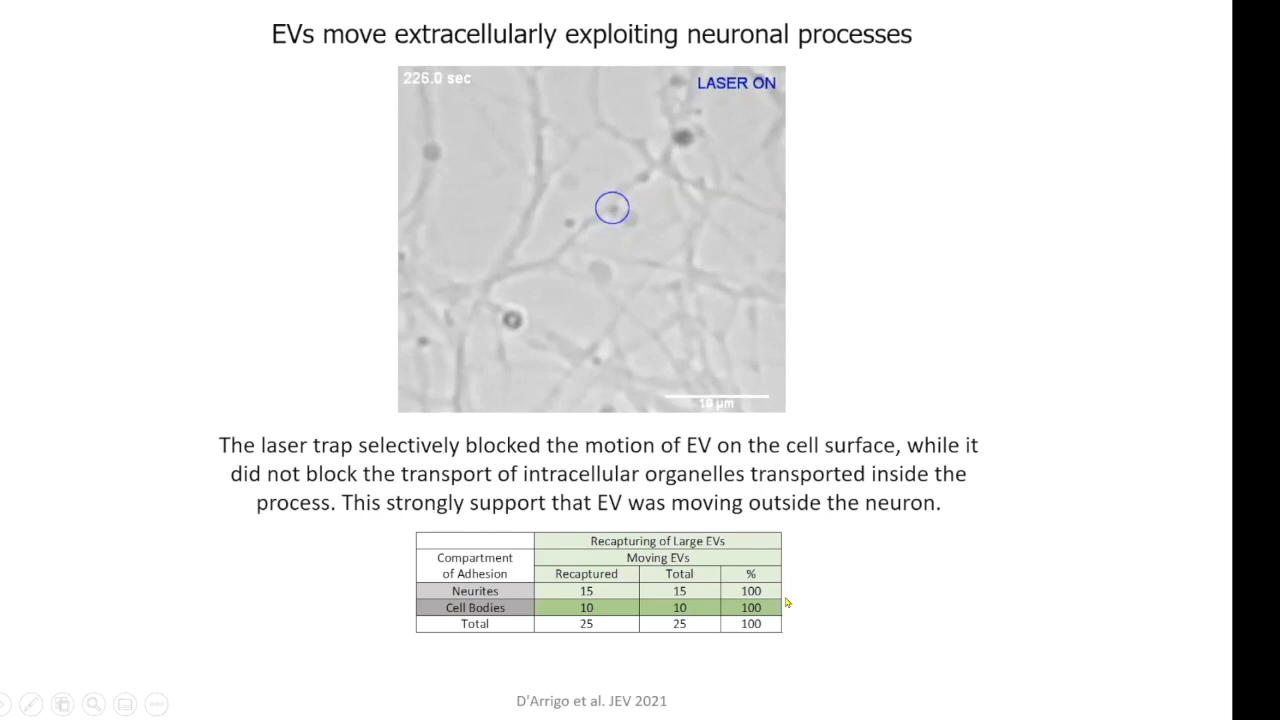 EVs move extracellularly exploiting neuronal processes
226.0 sec
LASER ON
10 µm
The laser trap selectively blocked the motion of EV on the cell surface, while it
did not block the transport of intracellular organelles transported inside the
process. This strongly support that EV was moving outside the neuron.
Recapturing of Large EVs
Compartment of Adhesion Moving EVs
Recaptured Total %
Neurites 15 15 100
Cell Bodies 10 10 100
Total 25 25 100
D'Arrigo et al. JEV 2021